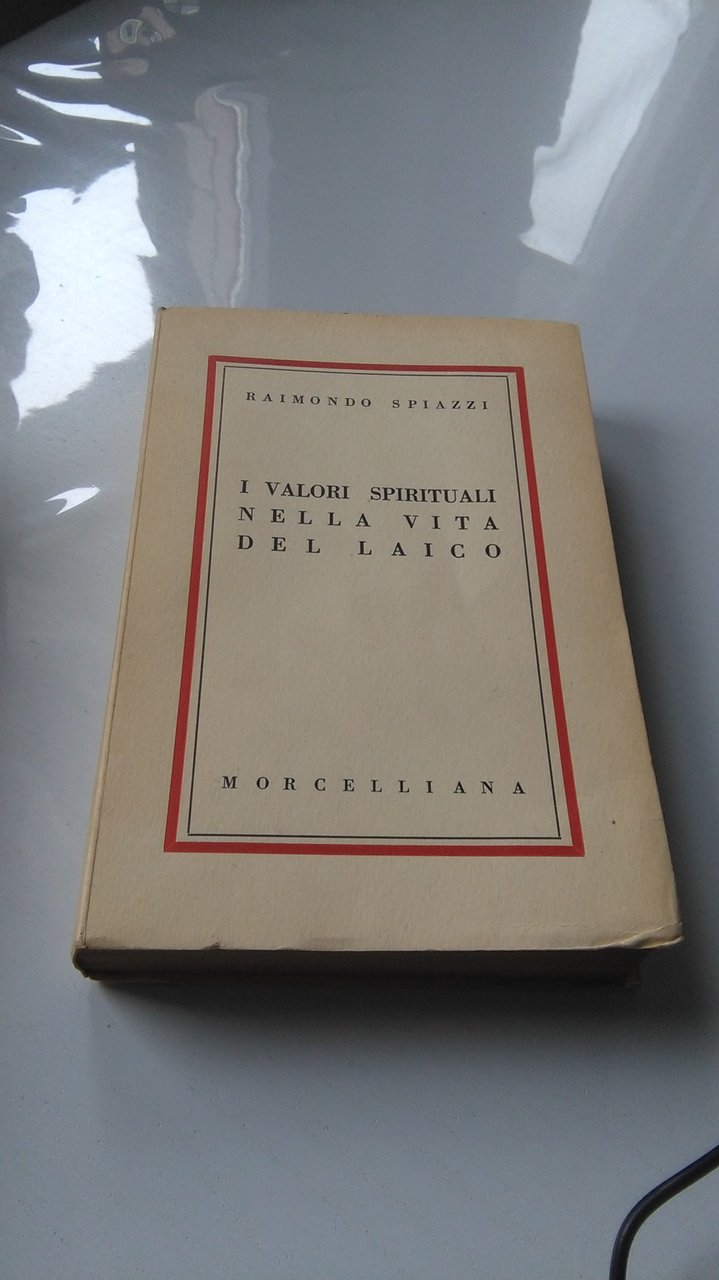 RAIMONDO SPIAZZI
I VALORI SPIRITUALI
NELLA VITA
DEL LAICO
MORCELLIANA